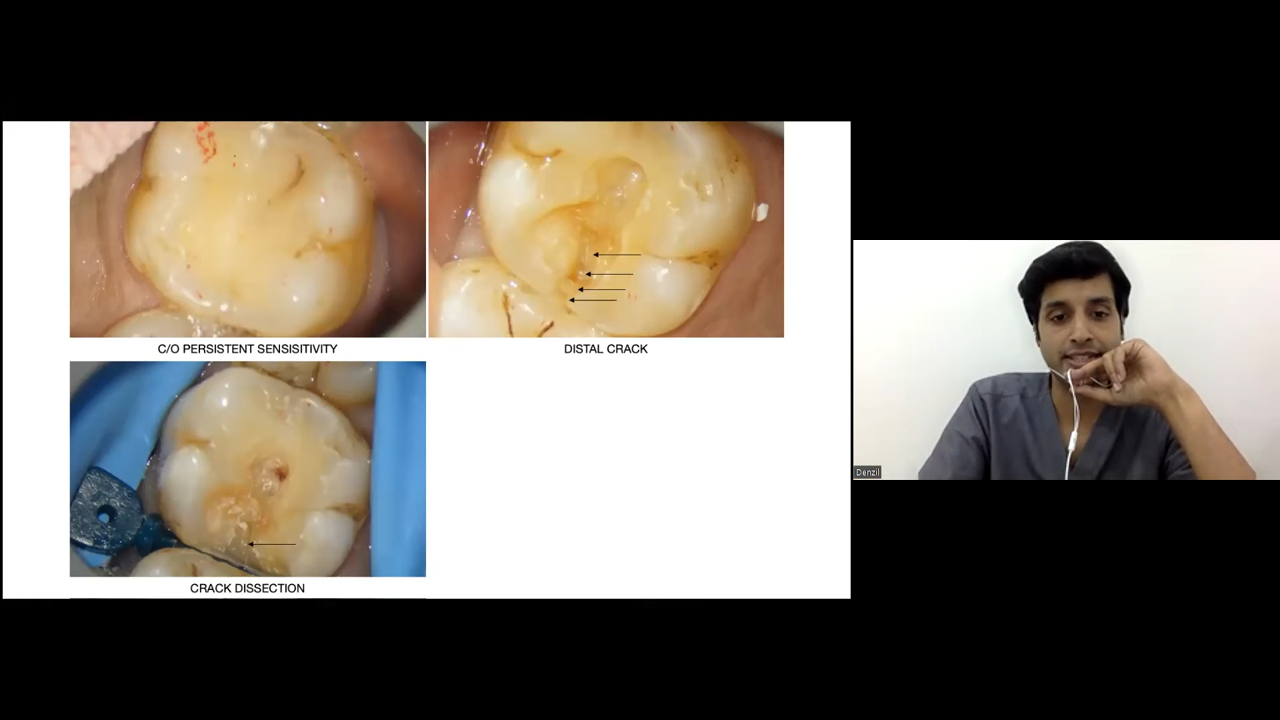 C/O PERSISTENT SENSISITIVITY
DISTAL CRACK
CRACK DISSECTION
Denzil